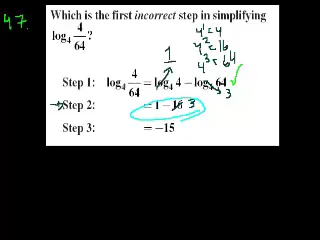 47.
Which is the first incorrect step in simplifying
log₄ 4/64?
4¹ = 4
4² = 16
4³ = 64
1
Step 1: log₄ 4/64 = log₄ 4 − log₄ 64 ✓
3
→ Step 2: = 1 − 16 3
Step 3: = −15